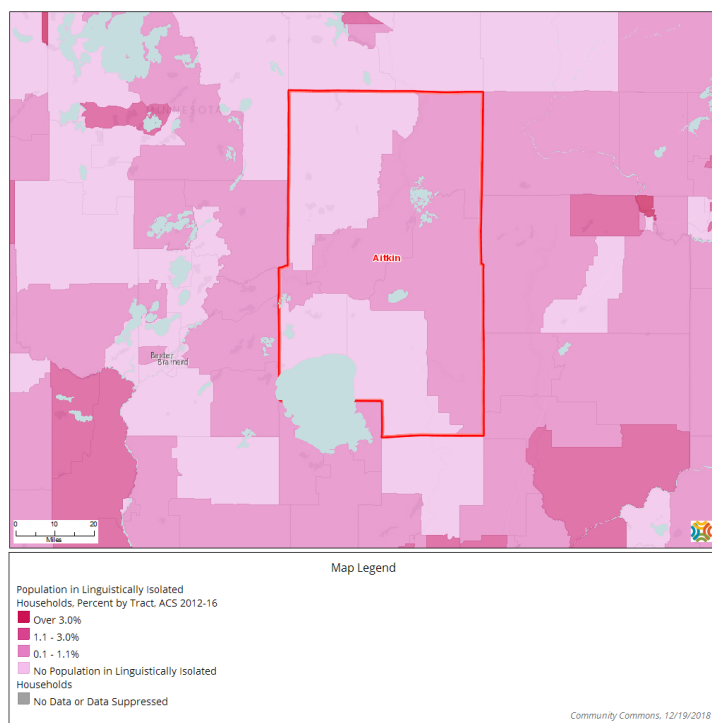 MINNESOTA
Aitkin
Baxter
Brainerd
0 10 20
Miles
Map Legend
Population in Linguistically Isolated
Households, Percent by Tract, ACS 2012-16
Over 3.0%
1.1 - 3.0%
0.1 - 1.1%
No Population in Linguistically Isolated
Households
No Data or Data Suppressed
Community Commons, 12/19/2018